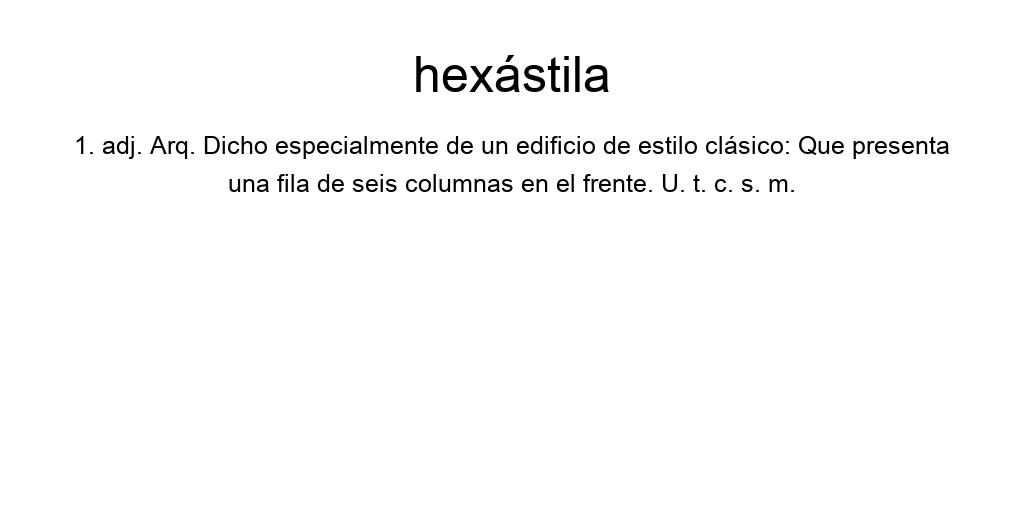 hexástila
1. adj. Arq. Dicho especialmente de un edificio de estilo clásico: Que presenta
una fila de seis columnas en el frente. U. t. c. s. m.